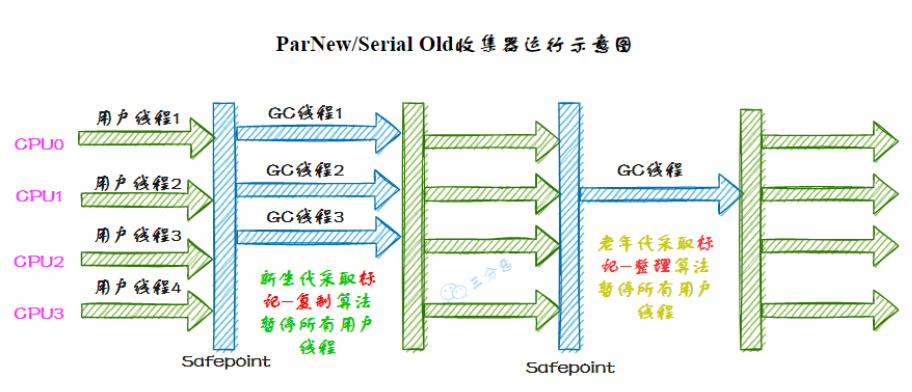 ParNew/Serial Old收集器运行示意图
用户线程1
GC线程1
CPU0
用户线程2
GC线程2
GC线程
CPU1
用户线程3
GC线程3
CPU2
用户线程4
CPU3
新生代采取标
记-复制算法
暂停所有用户
线程
三分恶
老年代采取标
记-整理算法
暂停所有用户
线程
Safepoint
Safepoint